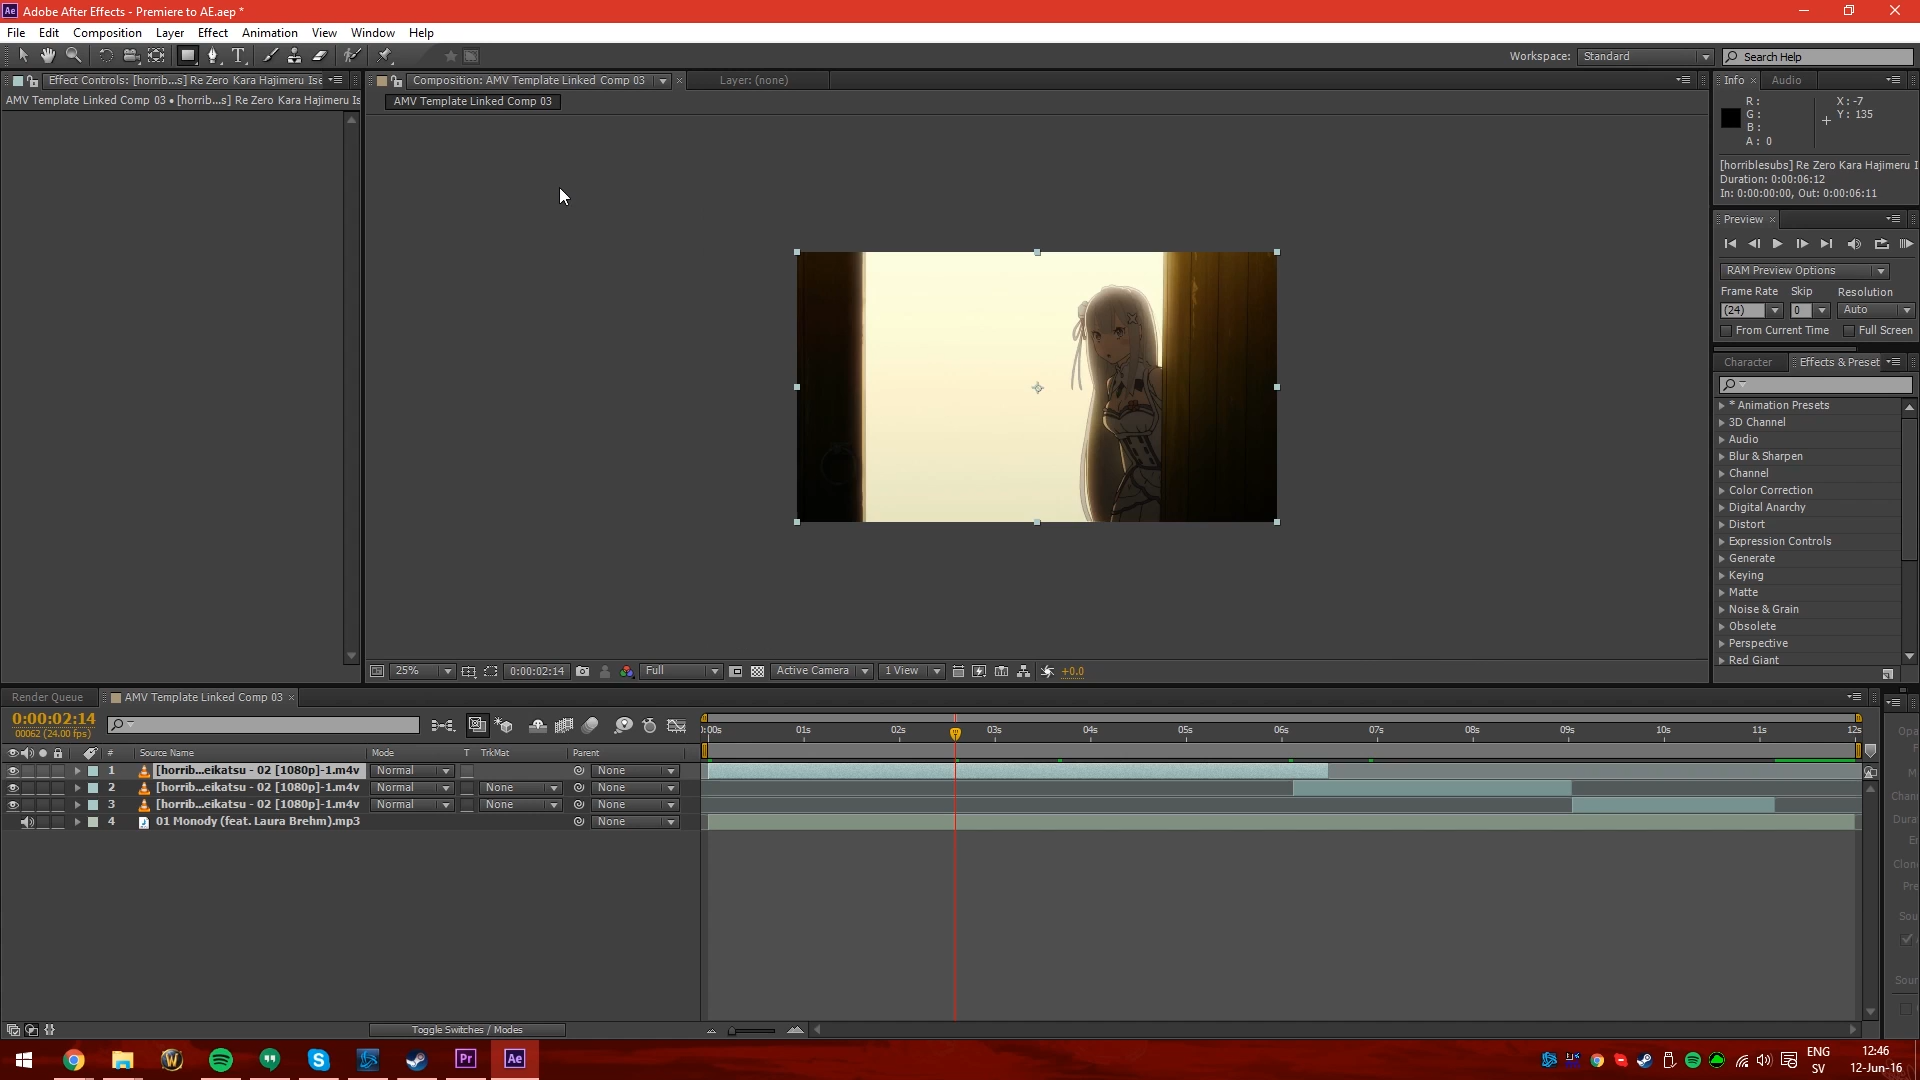 Adobe After Effects - Premiere to AE.aep *
File Edit Composition Layer Effect Animation View Window Help
Workspace: Standard Search Help
Effect Controls: [horrib...s] Re Zero Kara Hajimeru Ise
Composition: AMV Template Linked Comp 03
Layer: (none)
Info Audio
AMV Template Linked Comp 03 • [horrib...s] Re Zero Kara Hajimeru Is
AMV Template Linked Comp 03
R:
G:
B:
A: 0
X: -7
Y: 135
[horriblesubs] Re Zero Kara Hajimeru I
Duration: 0:00:06:12
In: 0:00:00:00, Out: 0:00:06:11
Preview
RAM Preview Options
Frame Rate Skip Resolution
(24) 0 Auto
From Current Time Full Screen
Character Effects & Preset
* Animation Presets
3D Channel
Audio
Blur & Sharpen
Channel
Color Correction
Digital Anarchy
Distort
Expression Controls
Generate
Keying
Matte
Noise & Grain
Obsolete
Perspective
Red Giant
25% 0:00:02:14 Full Active Camera 1 View +0.0
Render Queue AMV Template Linked Comp 03
0:00:02:14
00062 (24.00 fps)
:00s 01s 02s 03s 04s 05s 06s 07s 08s 09s 10s 11s 12s
# Source Name Mode T TrkMat Parent
1 [horrib...eikatsu - 02 [1080p]-1.m4v Normal None
2 [horrib...eikatsu - 02 [1080p]-1.m4v Normal None None
3 [horrib...eikatsu - 02 [1080p]-1.m4v Normal None None
4 01 Monody (feat. Laura Brehm).mp3 None
Toggle Switches / Modes
Pr Ae
ENG
SV
12:46
12-Jun-16